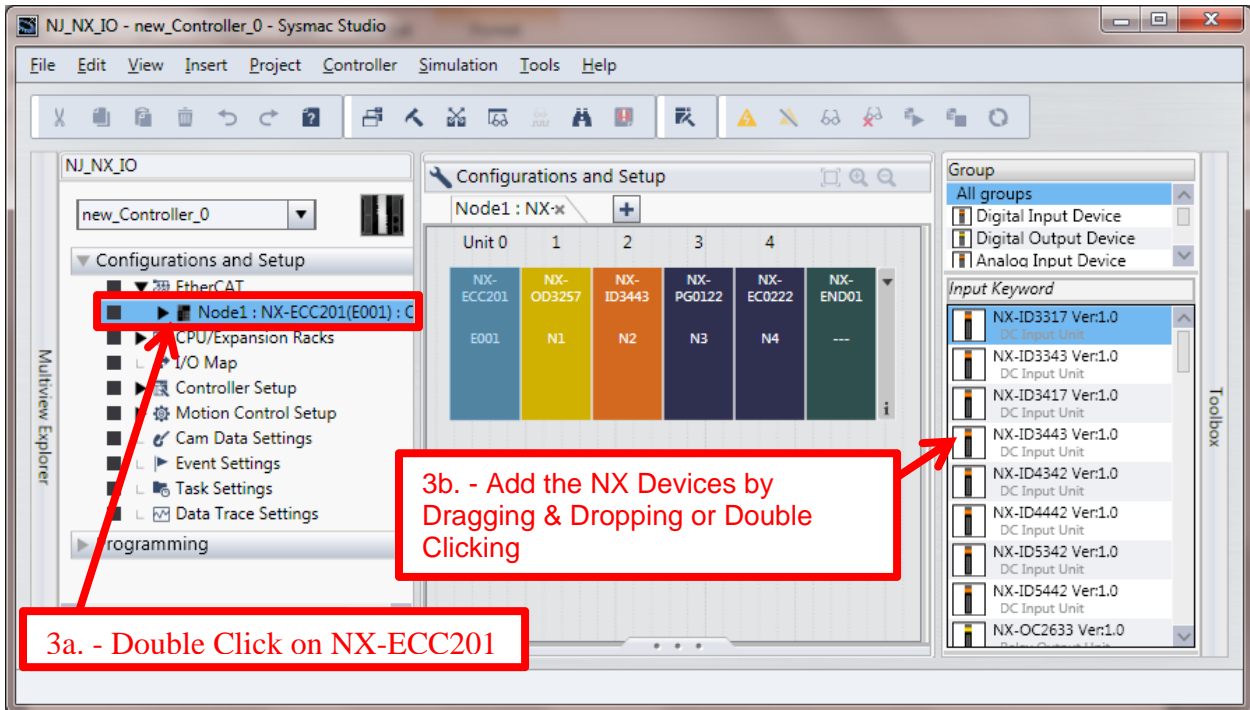 NJ_NX_IO - new_Controller_0 - Sysmac Studio
File Edit View Insert Project Controller Simulation Tools Help
Multiview Explorer
NJ_NX_IO
new_Controller_0
Configurations and Setup
EtherCAT
Node1 : NX-ECC201(E001) : C
CPU/Expansion Racks
I/O Map
Controller Setup
Motion Control Setup
Cam Data Settings
Event Settings
Task Settings
Data Trace Settings
Programming
3a. - Double Click on NX-ECC201
Configurations and Setup
Node1 : NX-
Unit 0 1 2 3 4
NX- NX- NX- NX- NX- NX-
ECC201 OD3257 ID3443 PG0122 EC0222 END01
E001 N1 N2 N3 N4 ---
i
3b. - Add the NX Devices by
Dragging & Dropping or Double
Clicking
Group
All groups
Digital Input Device
Digital Output Device
Analog Input Device
Input Keyword
NX-ID3317 Ver:1.0
DC Input Unit
NX-ID3343 Ver:1.0
DC Input Unit
NX-ID3417 Ver:1.0
DC Input Unit
NX-ID3443 Ver:1.0
DC Input Unit
NX-ID4342 Ver:1.0
DC Input Unit
NX-ID4442 Ver:1.0
DC Input Unit
NX-ID5342 Ver:1.0
DC Input Unit
NX-ID5442 Ver:1.0
DC Input Unit
NX-OC2633 Ver:1.0
Relay Output Unit
Toolbox